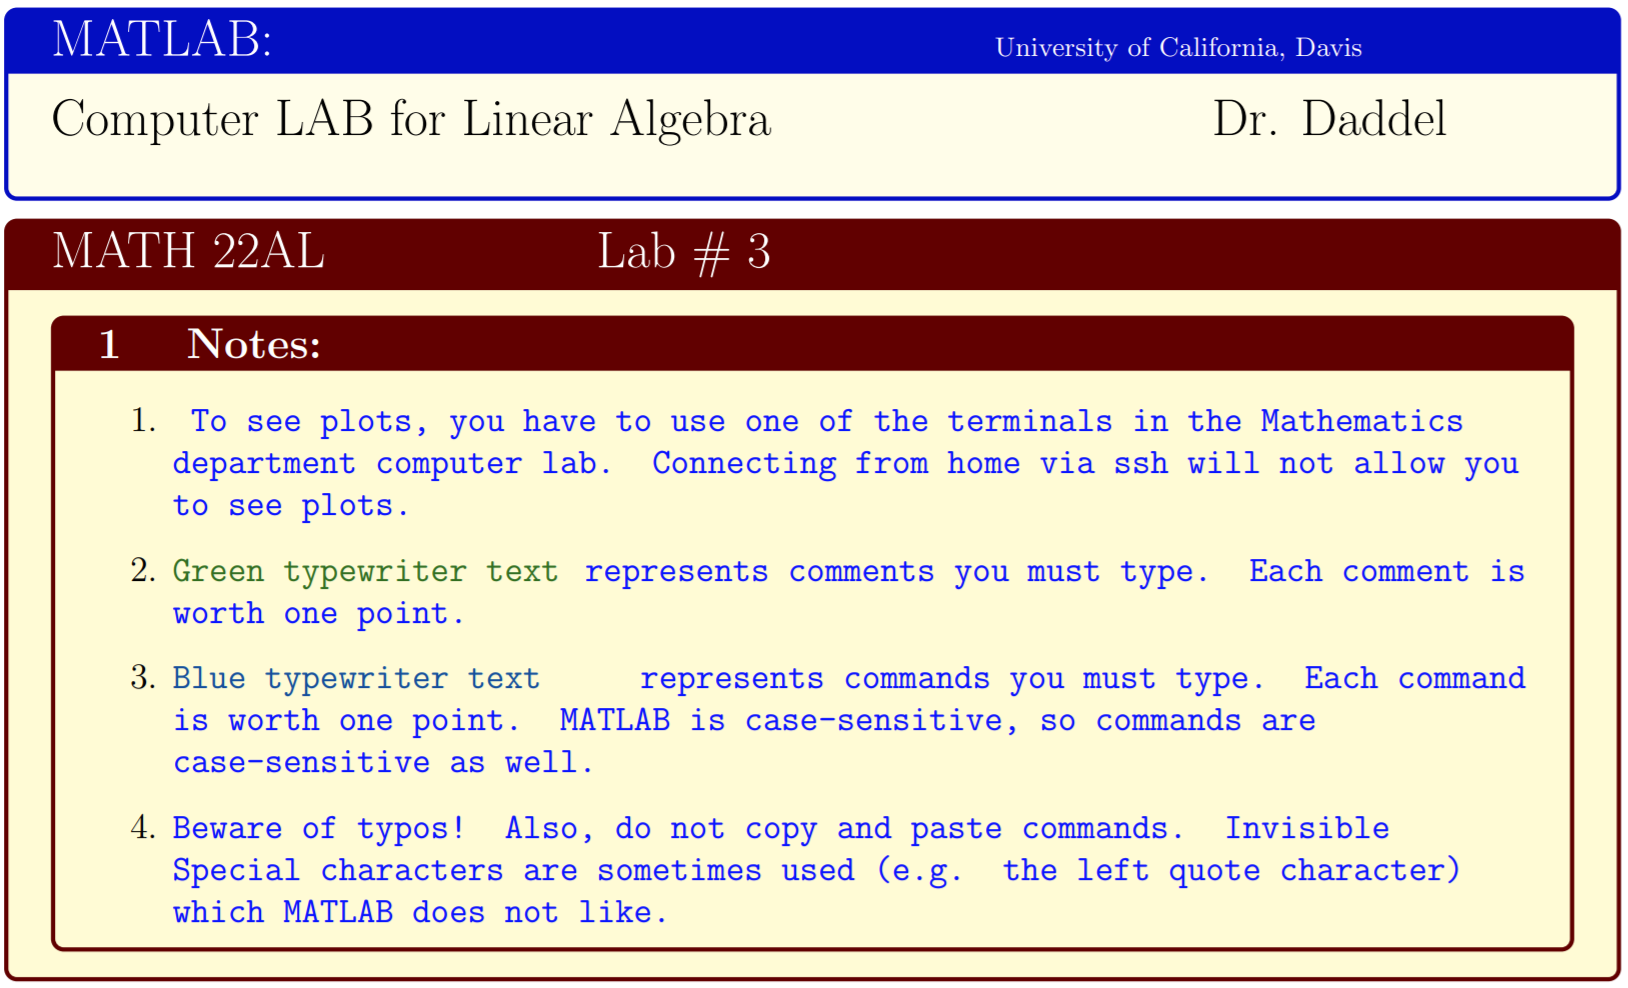 MATLAB: University of California, Davis
Computer LAB for Linear Algebra Dr. Daddel
MATH 22AL Lab # 3
1 Notes:
1. To see plots, you have to use one of the terminals in the Mathematics
department computer lab. Connecting from home via ssh will not allow you
to see plots.
2. Green typewriter text represents comments you must type. Each comment is
worth one point.
3. Blue typewriter text represents commands you must type. Each command
is worth one point. MATLAB is case-sensitive, so commands are
case-sensitive as well.
4. Beware of typos! Also, do not copy and paste commands. Invisible
Special characters are sometimes used (e.g. the left quote character)
which MATLAB does not like.